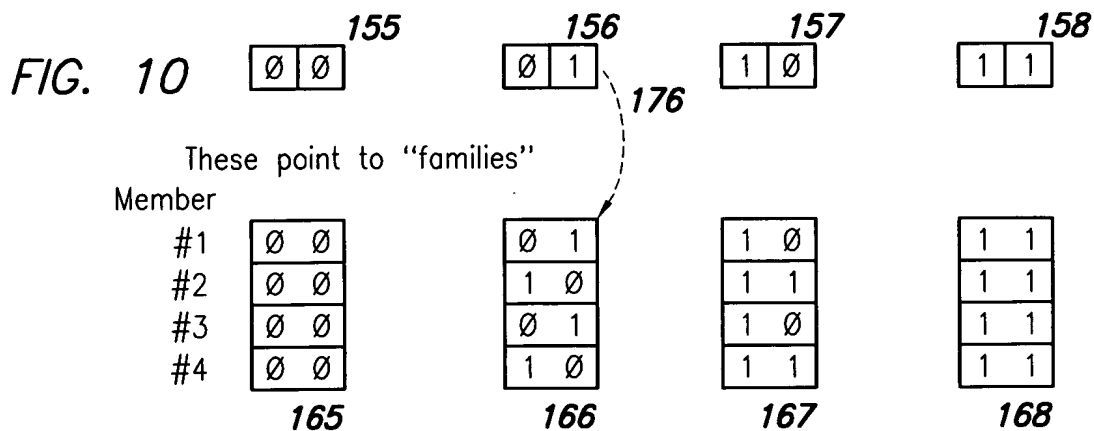 155 156 157 158
FIG. 10 Ø Ø Ø 1 1 Ø 1 1
176
These point to "families"
Member
#1 Ø Ø Ø 1 1 Ø 1 1
#2 Ø Ø 1 Ø 1 1 1 1
#3 Ø Ø Ø 1 1 Ø 1 1
#4 Ø Ø 1 Ø 1 1 1 1
165 166 167 168